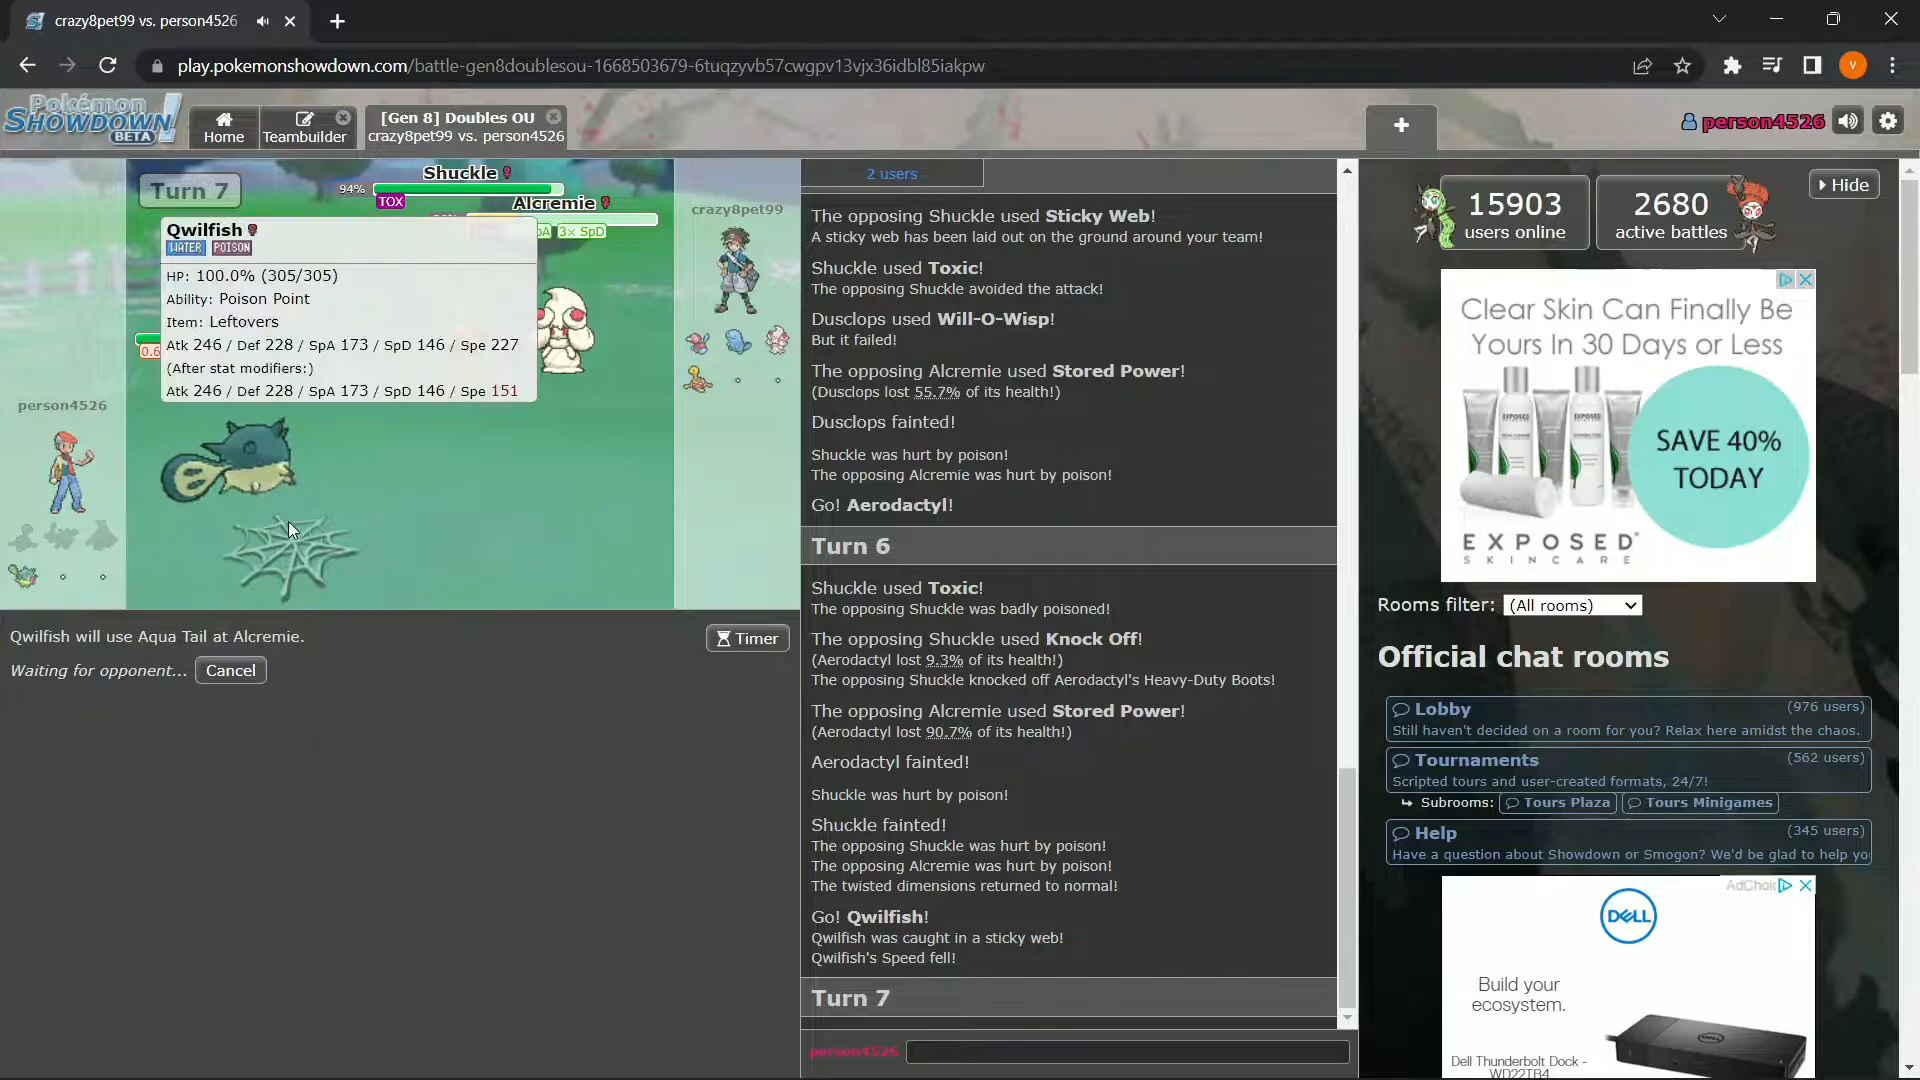 crazy8pet99 vs. person4526
play.pokemonshowdown.com/battle-gen8doublesou-1668503679-6tuqzyvb57cwgpv13vjx36idbl85iakpw
V
Pokémon
SHOWDOWN!
BETA
Home
Teambuilder
[Gen 8] Doubles OU
crazy8pet99 vs. person4526
person4526
Turn 7
Shuckle
94%
TOX
Alcremie
3× SpD
Qwilfish
WATER POISON
HP: 100.0% (305/305)
Ability: Poison Point
Item: Leftovers
Atk 246 / Def 228 / SpA 173 / SpD 146 / Spe 227
(After stat modifiers:)
Atk 246 / Def 228 / SpA 173 / SpD 146 / Spe 151
crazy8pet99
person4526
Qwilfish will use Aqua Tail at Alcremie.
Timer
Waiting for opponent... Cancel
2 users
The opposing Shuckle used Sticky Web!
A sticky web has been laid out on the ground around your team!
Shuckle used Toxic!
The opposing Shuckle avoided the attack!
Dusclops used Will-O-Wisp!
But it failed!
The opposing Alcremie used Stored Power!
(Dusclops lost 55.7% of its health!)
Dusclops fainted!
Shuckle was hurt by poison!
The opposing Alcremie was hurt by poison!
Go! Aerodactyl!
Turn 6
Shuckle used Toxic!
The opposing Shuckle was badly poisoned!
The opposing Shuckle used Knock Off!
(Aerodactyl lost 9.3% of its health!)
The opposing Shuckle knocked off Aerodactyl's Heavy-Duty Boots!
The opposing Alcremie used Stored Power!
(Aerodactyl lost 90.7% of its health!)
Aerodactyl fainted!
Shuckle was hurt by poison!
Shuckle fainted!
The opposing Shuckle was hurt by poison!
The opposing Alcremie was hurt by poison!
The twisted dimensions returned to normal!
Go! Qwilfish!
Qwilfish was caught in a sticky web!
Qwilfish's Speed fell!
Turn 7
person4526
15903
users online
2680
active battles
Hide
Clear Skin Can Finally Be
Yours In 30 Days or Less
SAVE 40%
TODAY
EXPOSED
SKINCARE
Rooms filter: (All rooms)
Official chat rooms
Lobby (976 users)
Still haven't decided on a room for you? Relax here amidst the chaos.
Tournaments (562 users)
Scripted tours and user-created formats, 24/7!
Subrooms: Tours Plaza Tours Minigames
Help (345 users)
Have a question about Showdown or Smogon? We'd be glad to help yo
AdChoic
DELL
Build your
ecosystem.
Dell Thunderbolt Dock -
WD22TB4